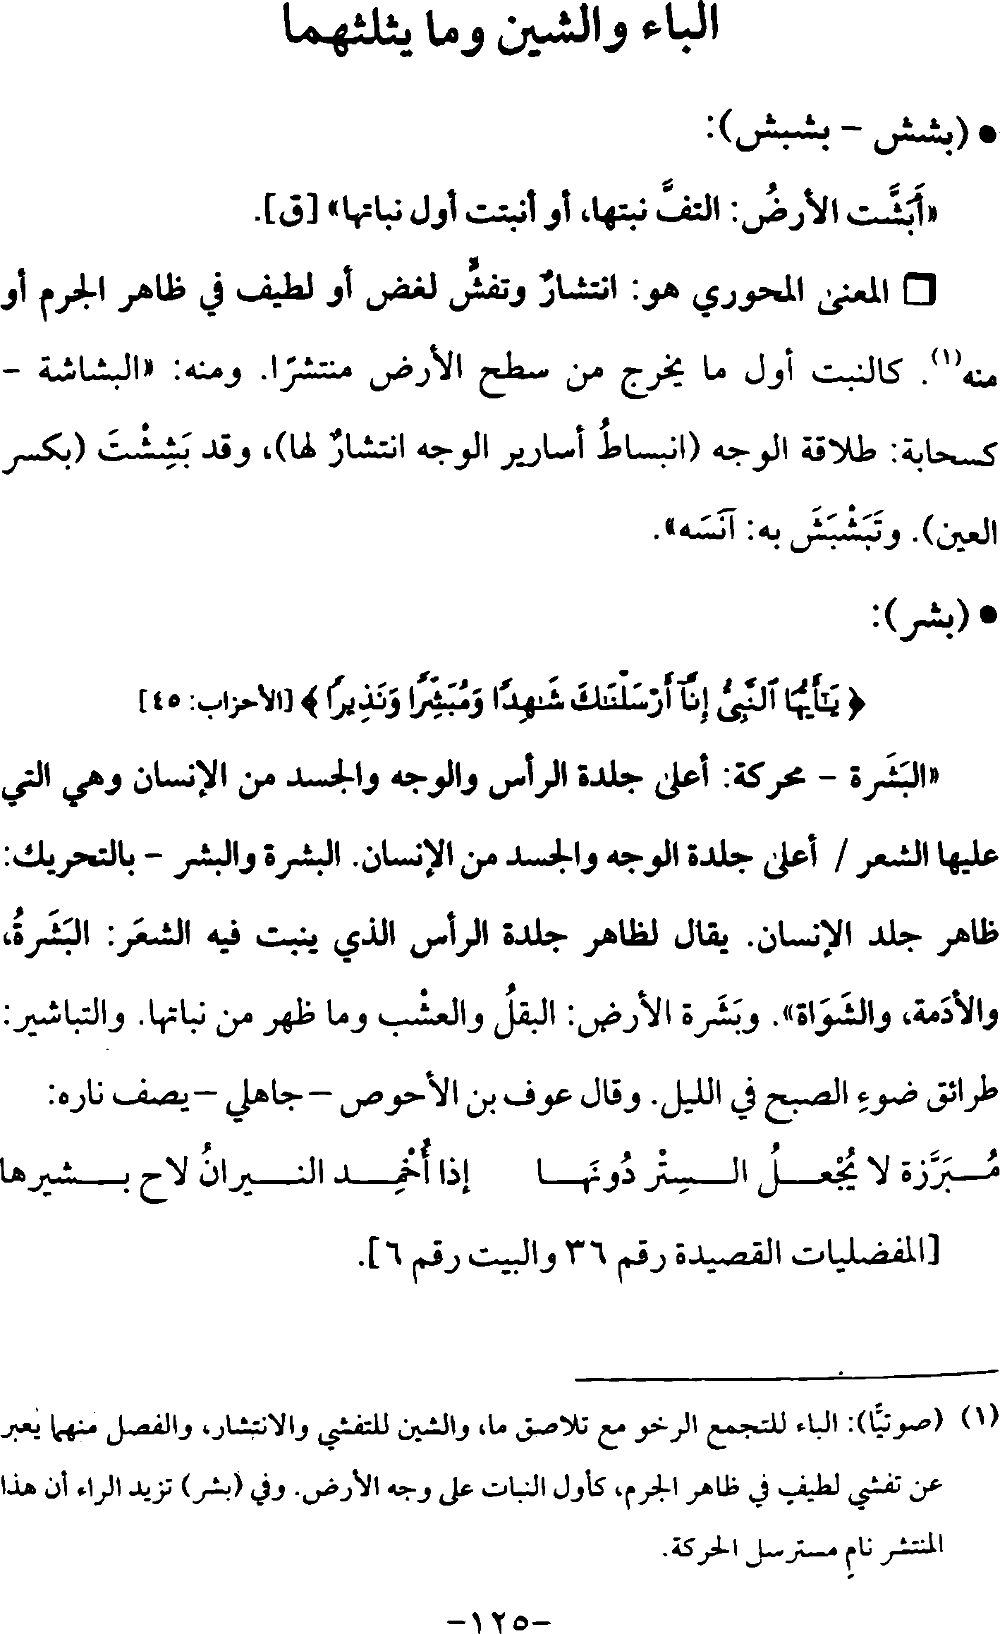 الباء والشين وما يثلثهما
• (بشش - بشبش):
«أَبَشَّت الأرضُ: التفَّ نبتها، أو أنبتت أول نباتها» [ق].
□ المعنى المحوري هو: انتشارٌ وتفشٍّ لغض أو لطيف في ظاهر الجرم أو
منه(١). كالنبت أول ما يخرج من سطح الأرض منتشرًا. ومنه: «البشاشة -
كسحابة: طلاقة الوجه (انبساطُ أسارير الوجه انتشارٌ لها)، وقد بَشِشْتَ (بكسر
العين). وتَبَشْبَشَ به: آنَسَه».
• (بشر):
﴿ يَـٰٓأَيُّهَا ٱلنَّبِىُّ إِنَّآ أَرْسَلْنَـٰكَ شَـٰهِدًا وَمُبَشِّرًا وَنَذِيرًا ﴾ [الأحزاب: ٤٥]
«البَشَرة - محركة: أعلى جلدة الرأس والوجه والجسد من الإنسان وهي التي
عليها الشعر / أعلى جلدة الوجه والجسد من الإنسان. البشرة والبشر - بالتحريك:
ظاهر جلد الإنسان. يقال لظاهر جلدة الرأس الذي ينبت فيه الشعَر: البَشَرةُ،
والأدَمة، والشَوَاة». وبَشَرة الأرض: البقلُ والعشْب وما ظهر من نباتها. والتباشير:
طرائق ضوءِ الصبح في الليل. وقال عوف بن الأحوص - جاهلي - يصف ناره:
مُـبَرَّزة لا يُجْعـلُ الـسِتْر دُونَهـا إذا أُخْمِـد النـيرانُ لاح بـشيرها
[المفضليات القصيدة رقم ٣٦ والبيت رقم ٦].
(١) (صوتيًّا): الباء للتجمع الرخو مع تلاصق ما، والشين للتفشي والانتشار، والفصل منهما يُعبر
عن تفشي لطيفٍ في ظاهر الجرم، كأول النبات على وجه الأرض. وفي (بشر) تزيد الراء أن هذا
المنتشر نامٍ مسترسل الحركة.
-١٢٥-